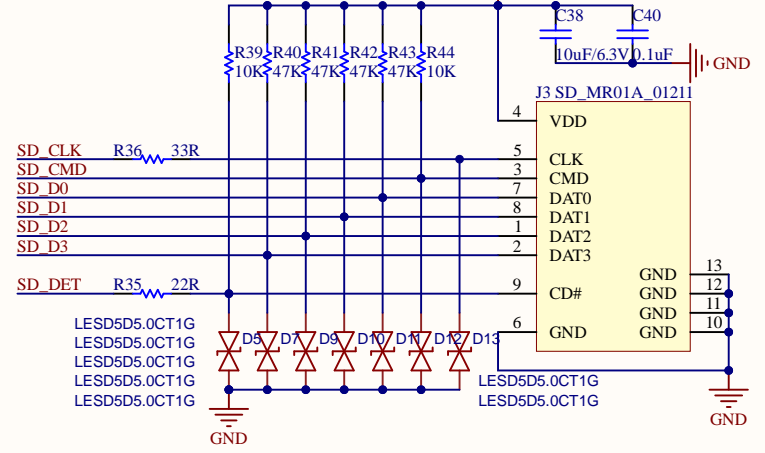 C38 C40
R39 R40 R41 R42 R43 R44
10K 47K 47K 47K 47K 10K
10uF/6.3V 0.1uF
GND
J3 SD_MR01A_01211
4 VDD
SD_CLK R36 33R 5 CLK
SD_CMD 3 CMD
SD_D0 7 DAT0
SD_D1 8 DAT1
SD_D2 1 DAT2
SD_D3 2 DAT3
GND 13
SD_DET R35 22R 9 CD# GND 12
GND 11
6 GND GND 10
LESD5D5.0CT1G
LESD5D5.0CT1G
LESD5D5.0CT1G
LESD5D5.0CT1G
LESD5D5.0CT1G
D5 D7 D9 D10 D11 D12 D13
LESD5D5.0CT1G
LESD5D5.0CT1G
GND
GND